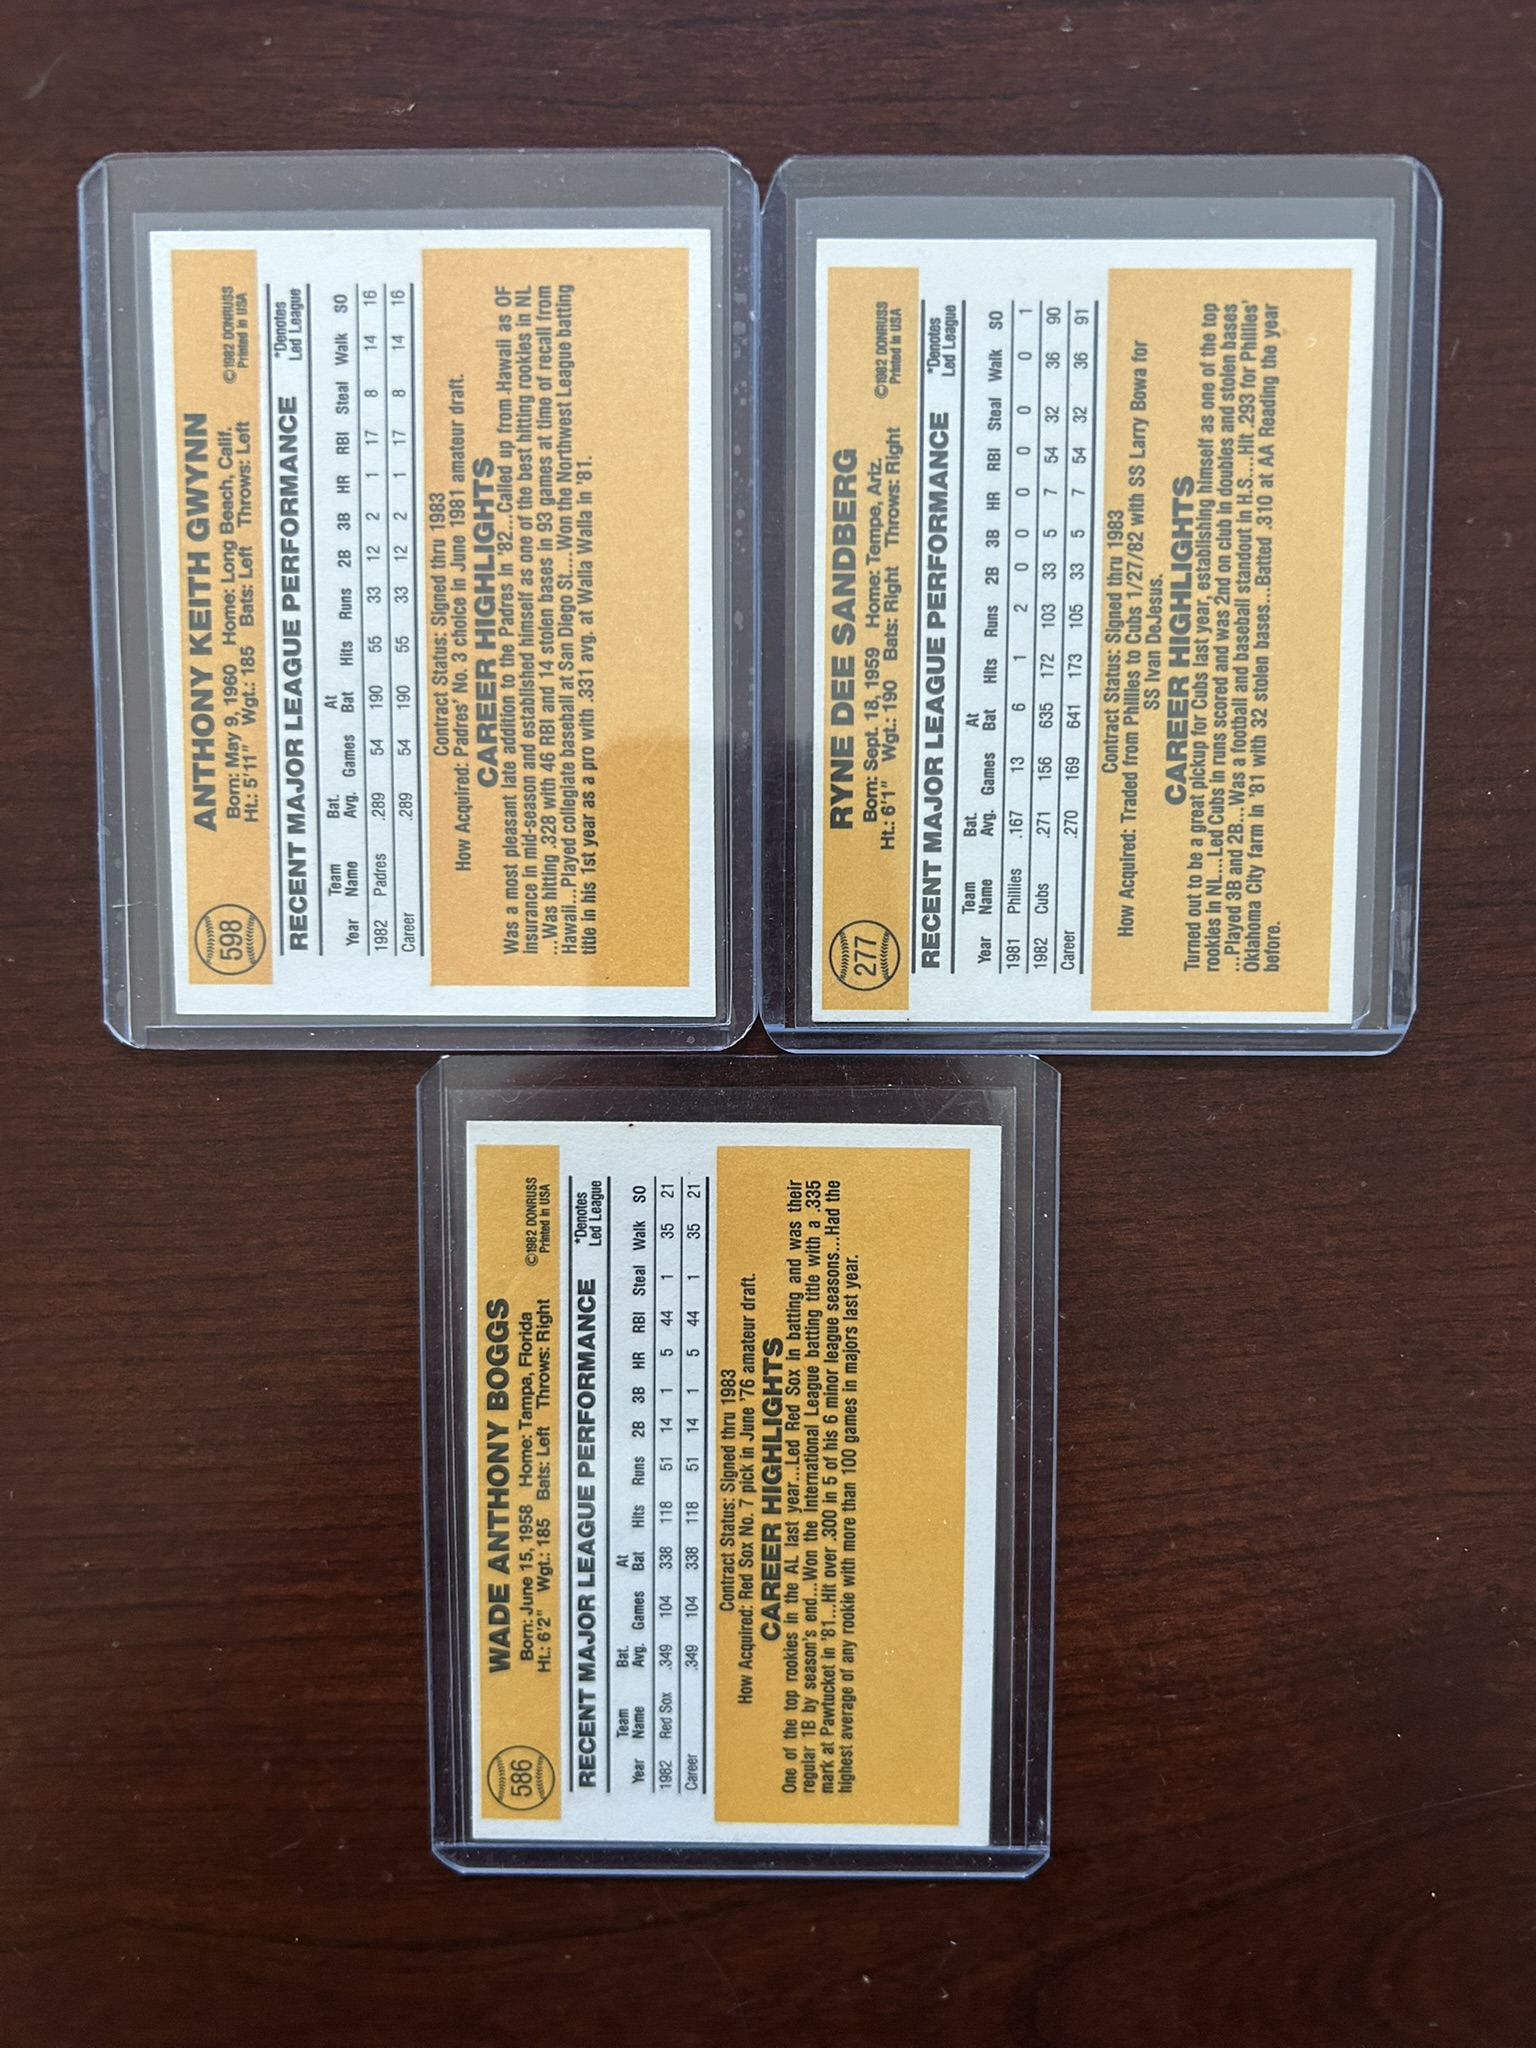 598
ANTHONY KEITH GWYNN
©1982 DONRUSS
Printed in USA
Born: May 9, 1960 Home: Long Beach, Calif.
Ht.: 5'11" Wgt.: 185 Bats: Left Throws: Left
RECENT MAJOR LEAGUE PERFORMANCE
*Denotes
Led League
Year Team Name Bat. Avg. Games At Bat Hits Runs 2B 3B HR RBI Steal Walk SO
1982 Padres .289 54 190 55 33 12 2 1 17 8 14 16
Career .289 54 190 55 33 12 2 1 17 8 14 16
Contract Status: Signed thru 1983
How Acquired: Padres' No. 3 choice in June 1981 amateur draft.
CAREER HIGHLIGHTS
Was a most pleasant late addition to the Padres in '82...Called up from Hawaii as OF
insurance in mid-season and established himself as one of the best hitting rookies in NL
...Was hitting .328 with 46 RBI and 14 stolen bases in 93 games at time of recall from
Hawaii...Played collegiate baseball at San Diego St....Won the Northwest League batting
title in his 1st year as a pro with .331 avg. at Walla Walla in '81.
277
RYNE DEE SANDBERG
©1982 DONRUSS
Printed in USA
Born: Sept. 18, 1959 Home: Tempe, Ariz.
Ht.: 6'1" Wgt.: 190 Bats: Right Throws: Right
RECENT MAJOR LEAGUE PERFORMANCE
*Denotes
Led League
Year Team Name Bat. Avg. Games At Bat Hits Runs 2B 3B HR RBI Steal Walk SO
1981 Phillies .167 13 6 1 2 0 0 0 0 0 0 1
1982 Cubs .271 156 635 172 103 33 5 7 54 32 36 90
Career .270 169 641 173 105 33 5 7 54 32 36 91
Contract Status: Signed thru 1983
How Acquired: Traded from Phillies to Cubs 1/27/82 with SS Larry Bowa for
SS Ivan DeJesus.
CAREER HIGHLIGHTS
Turned out to be a great pickup for Cubs last year, establishing himself as one of the top
rookies in NL...Led Cubs in runs scored and was 2nd on club in doubles and stolen bases
...Played 3B and 2B...Was a football and baseball standout in H.S....Hit .293 for Phillies'
Oklahoma City farm in '81 with 32 stolen bases...Batted .310 at AA Reading the year
before.
586
WADE ANTHONY BOGGS
©1982 DONRUSS
Printed in USA
Born: June 15, 1958 Home: Tampa, Florida
Ht.: 6'2" Wgt.: 185 Bats: Left Throws: Right
RECENT MAJOR LEAGUE PERFORMANCE
*Denotes
Led League
Year Team Name Bat. Avg. Games At Bat Hits Runs 2B 3B HR RBI Steal Walk SO
1982 Red Sox .349 104 338 118 51 14 1 5 44 1 35 21
Career .349 104 338 118 51 14 1 5 44 1 35 21
Contract Status: Signed thru 1983
How Acquired: Red Sox No. 7 pick in June '76 amateur draft.
CAREER HIGHLIGHTS
One of the top rookies in the AL last year...Led Red Sox in batting and was their
regular 1B by season's end...Won the International League batting title with a .335
mark at Pawtucket in '81...Hit over .300 in 5 of his 6 minor league seasons...Had the
highest average of any rookie with more than 100 games in majors last year.